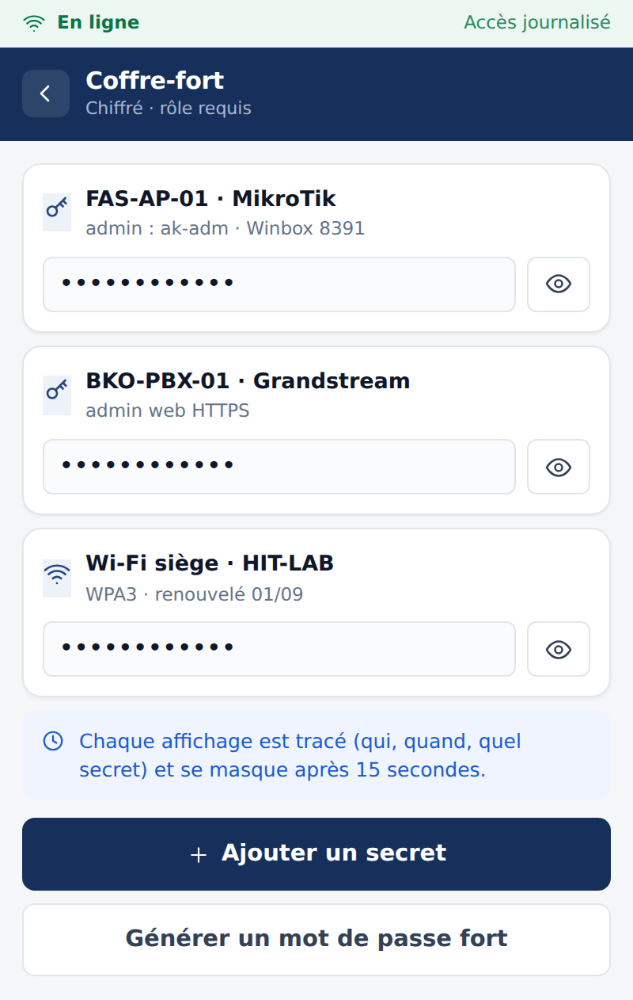 En ligne
Accès journalisé
Coffre-fort
Chiffré · rôle requis
FAS-AP-01 · MikroTik
admin : ak-adm · Winbox 8391
••••••••••••
BKO-PBX-01 · Grandstream
admin web HTTPS
••••••••••••
Wi-Fi siège · HIT-LAB
WPA3 · renouvelé 01/09
••••••••••••
Chaque affichage est tracé (qui, quand, quel
secret) et se masque après 15 secondes.
+ Ajouter un secret
Générer un mot de passe fort